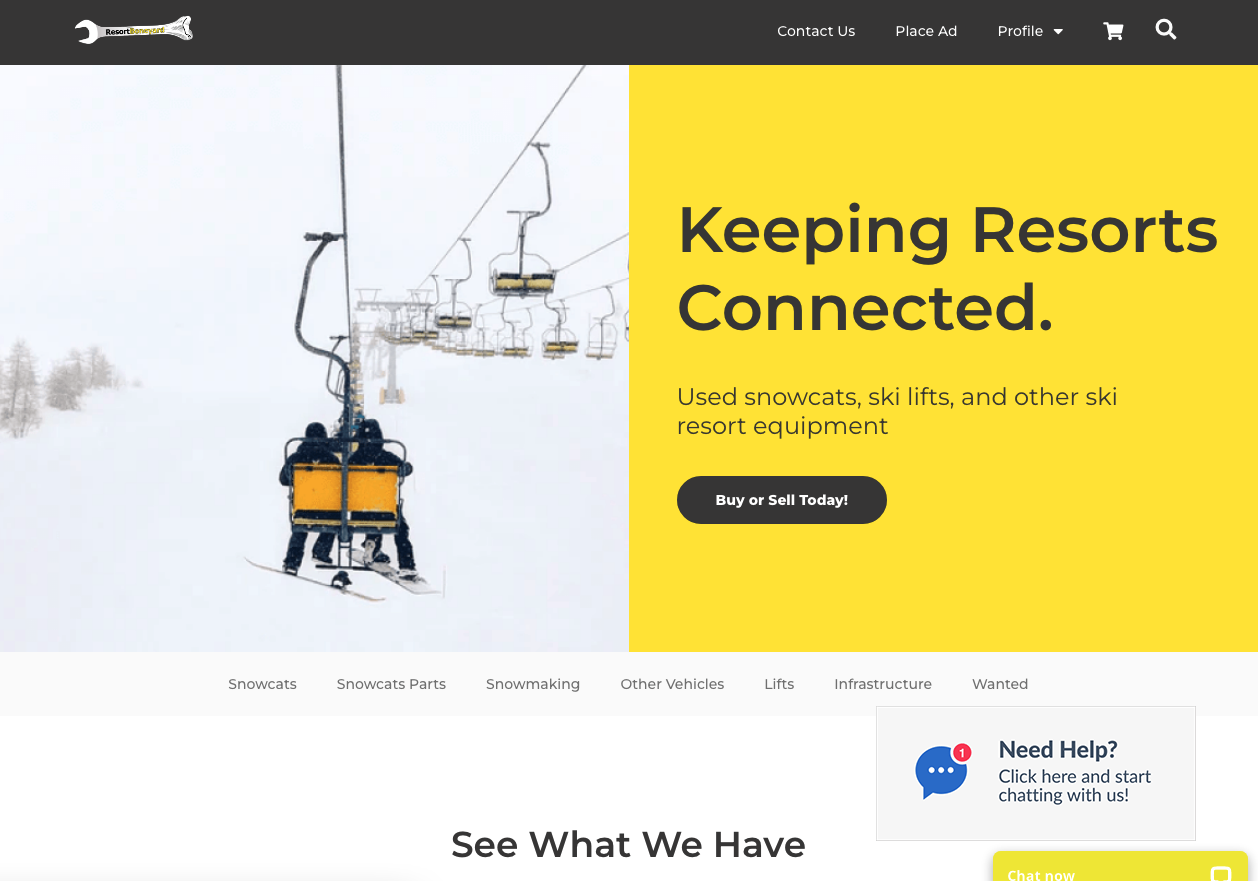 ResortBoneyard
Contact Us
Place Ad
Profile
Keeping Resorts
Connected.
Used snowcats, ski lifts, and other ski
resort equipment
Buy or Sell Today!
Snowcats
Snowcats Parts
Snowmaking
Other Vehicles
Lifts
Infrastructure
Wanted
1
Need Help?
Click here and start
chatting with us!
See What We Have
Chat now